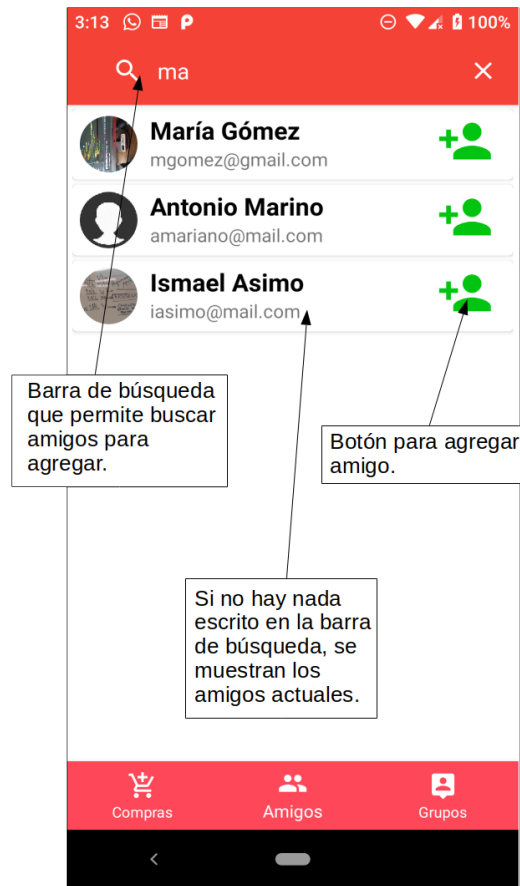 3:13 100%
ma
María Gómez
mgomez@gmail.com
Antonio Marino
amariano@mail.com
Ismael Asimo
iasimo@mail.com
Barra de búsqueda
que permite buscar
amigos para
agregar.
Botón para agregar
amigo.
Si no hay nada
escrito en la barra
de búsqueda, se
muestran los
amigos actuales.
Compras Amigos Grupos